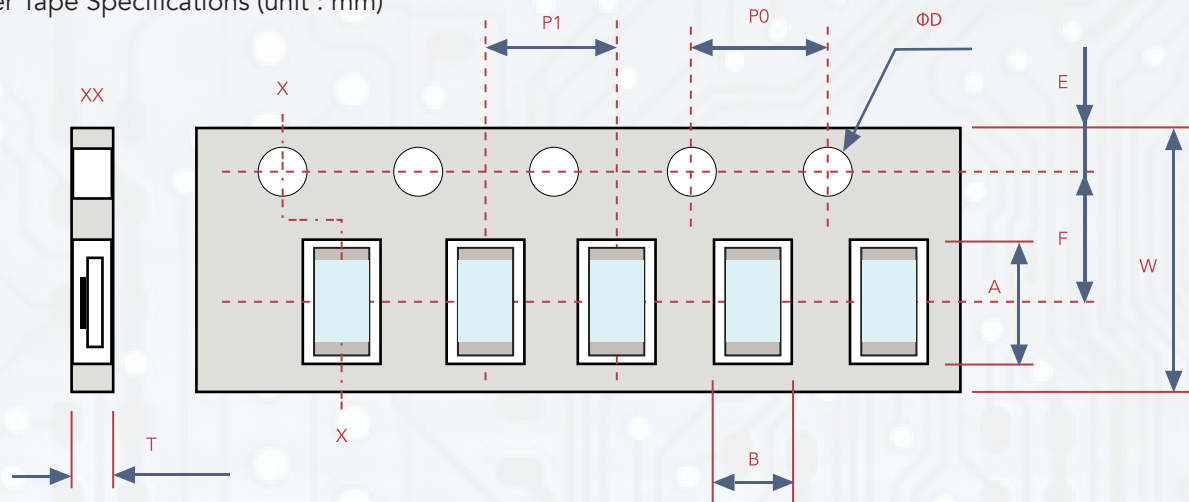 er Tape Specifications (unit : mm)
P1
P0
ΦD
E
X
XX
F
W
A
T
X
B